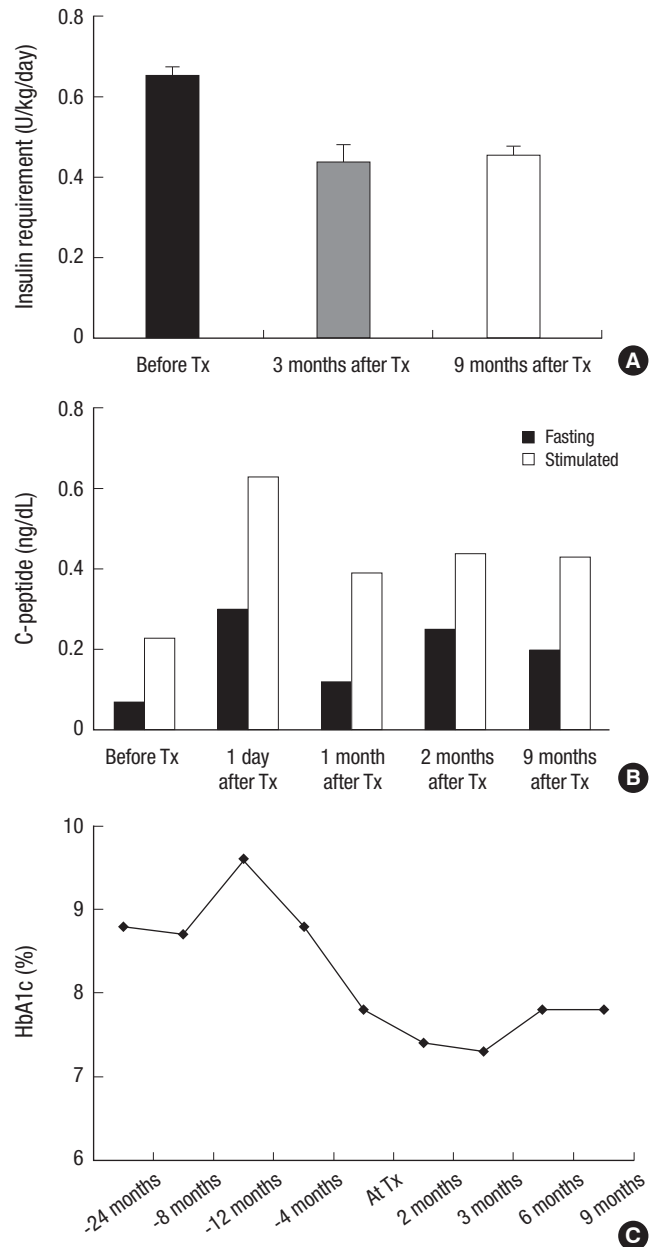 0.8
0.6
0.4
0.2
0
Insulin requirement (U/kg/day)
Before Tx 3 months after Tx 9 months after Tx
A
0.8
0.6
0.4
0.2
0
C-peptide (ng/dL)
Fasting
Stimulated
Before Tx 1 day 1 month 2 months 9 months
after Tx after Tx after Tx after Tx
B
10
9
8
7
6
HbA1c (%)
-24 months -8 months -12 months -4 months At Tx 2 months 3 months 6 months 9 months
C